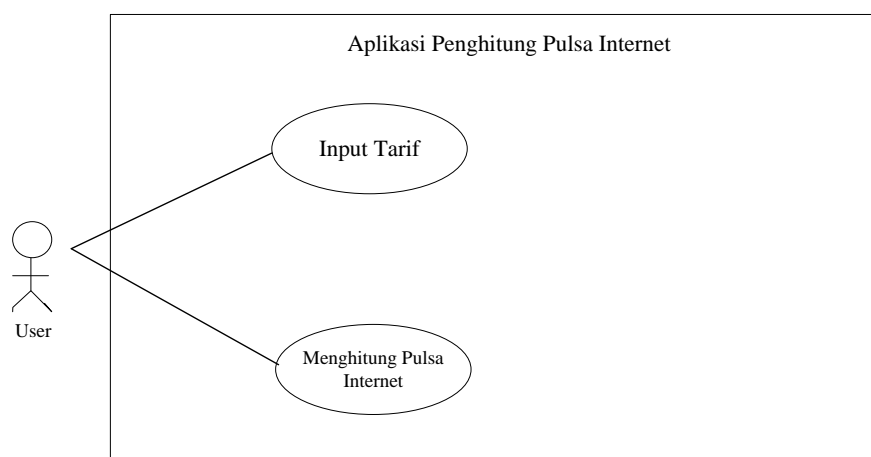 Aplikasi Penghitung Pulsa Internet
Input Tarif
User
Menghitung Pulsa
Internet